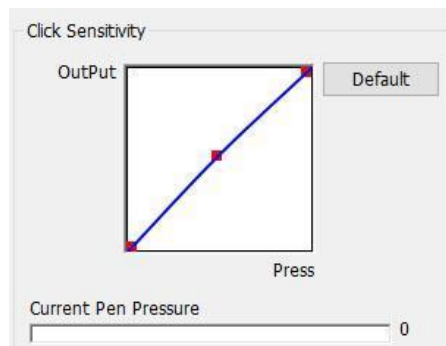 Click Sensitivity
OutPut
Default
Press
Current Pen Pressure
0